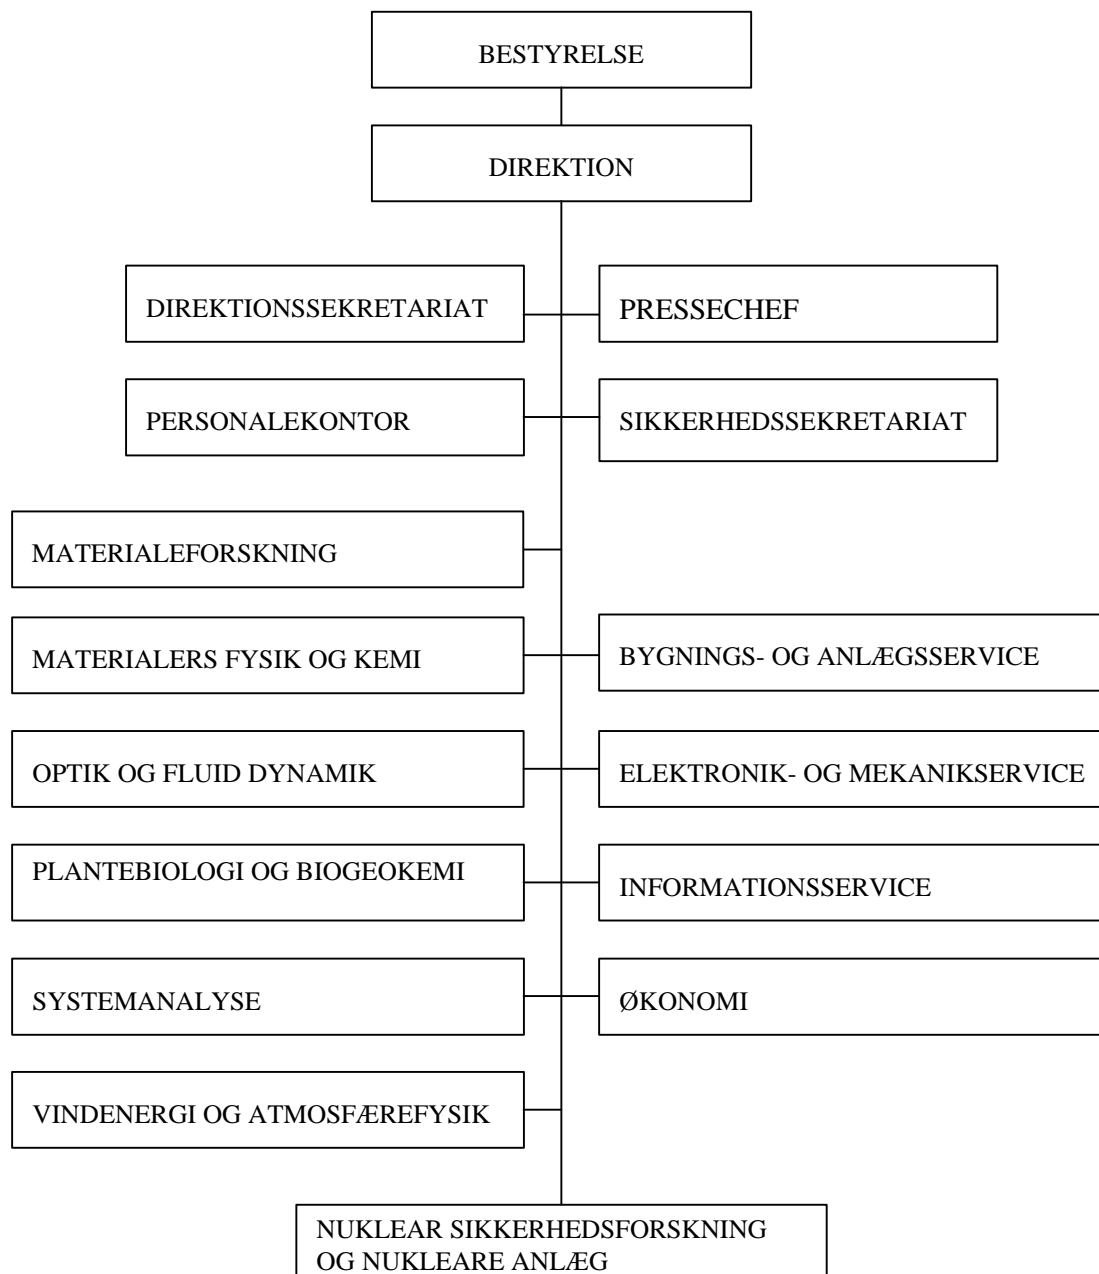 BESTYRELSE
DIREKTION
DIREKTIONSSEKRETARIAT
PRESSECHEF
PERSONALEKONTOR
SIKKERHEDSSEKRETARIAT
MATERIALEFORSKNING
MATERIALERS FYSIK OG KEMI
BYGNINGS- OG ANLÆGSSERVICE
OPTIK OG FLUID DYNAMIK
ELEKTRONIK- OG MEKANIKSERVICE
PLANTEBIOLOGI OG BIOGEOKEMI
INFORMATIONSSERVICE
SYSTEMANALYSE
ØKONOMI
VINDENERGI OG ATMOSFÆREFYSIK
NUKLEAR SIKKERHEDSFORSKNING
OG NUKLEARE ANLÆG